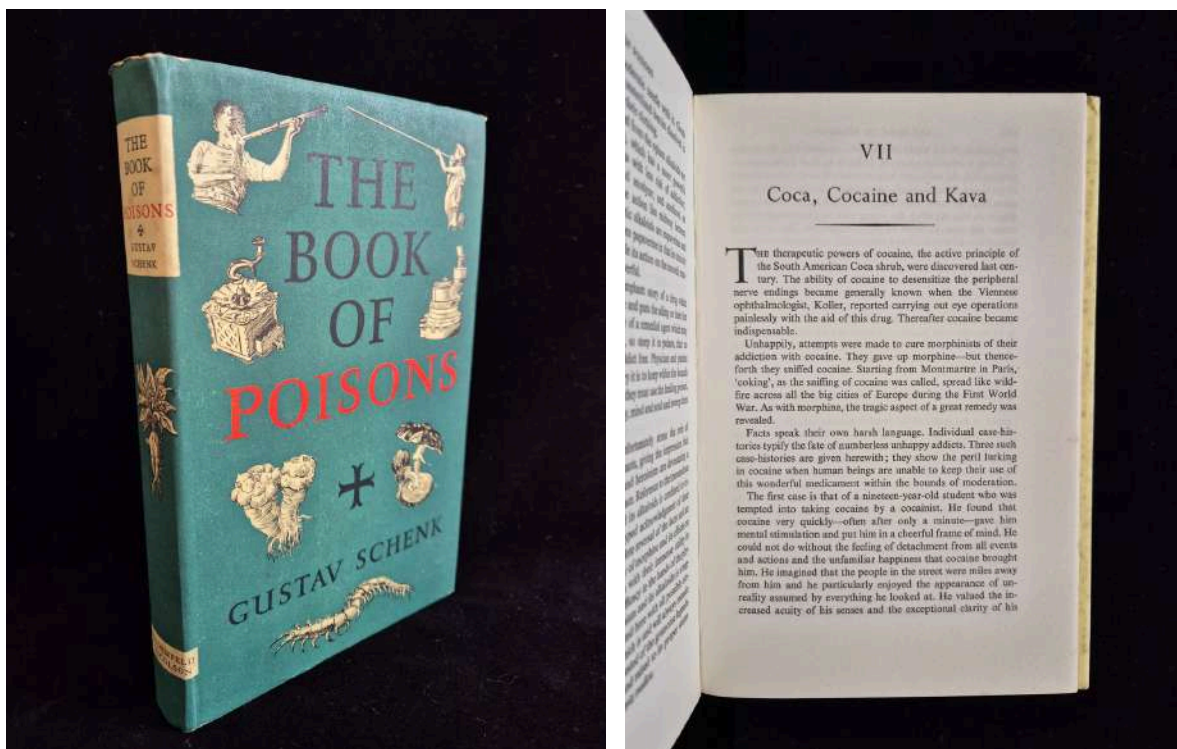 THE
BOOK
OF
POISONS
GUSTAV
SCHENK
THE
BOOK
OF
POISONS
GUSTAV SCHENK
VII
Coca, Cocaine and Kava
THE therapeutic powers of cocaine, the active principle of
the South American Coca shrub, were discovered last cen-
tury. The ability of cocaine to desensitize the peripheral
nerve endings became generally known when the Viennese
ophthalmologist, Koller, reported carrying out eye operations
painlessly with the aid of this drug. Thereafter cocaine became
indispensable.
Unhappily, attempts were made to cure morphinists of their
addiction with cocaine. They gave up morphine—but thence-
forth they sniffed cocaine. Starting from Montmartre in Paris,
'coking', as the sniffing of cocaine was called, spread like wild-
fire across all the big cities of Europe during the First World
War. As with morphine, the tragic aspect of a great remedy was
revealed.
Facts speak their own harsh language. Individual case-his-
tories typify the fate of numberless unhappy addicts. Three such
case-histories are given herewith; they show the peril lurking
in cocaine when human beings are unable to keep their use of
this wonderful medicament within the bounds of moderation.
The first case is that of a nineteen-year-old student who was
tempted into taking cocaine by a cocainist. He found that
cocaine very quickly—often after only a minute—gave him
mental stimulation and put him in a cheerful frame of mind. He
could not do without the feeling of detachment from all events
and actions and the unfamiliar happiness that cocaine brought
him. He imagined that the people in the street were miles away
from him and he particularly enjoyed the appearance of un-
reality assumed by everything he looked at. He valued the in-
creased acuity of his senses and the exceptional clarity of his